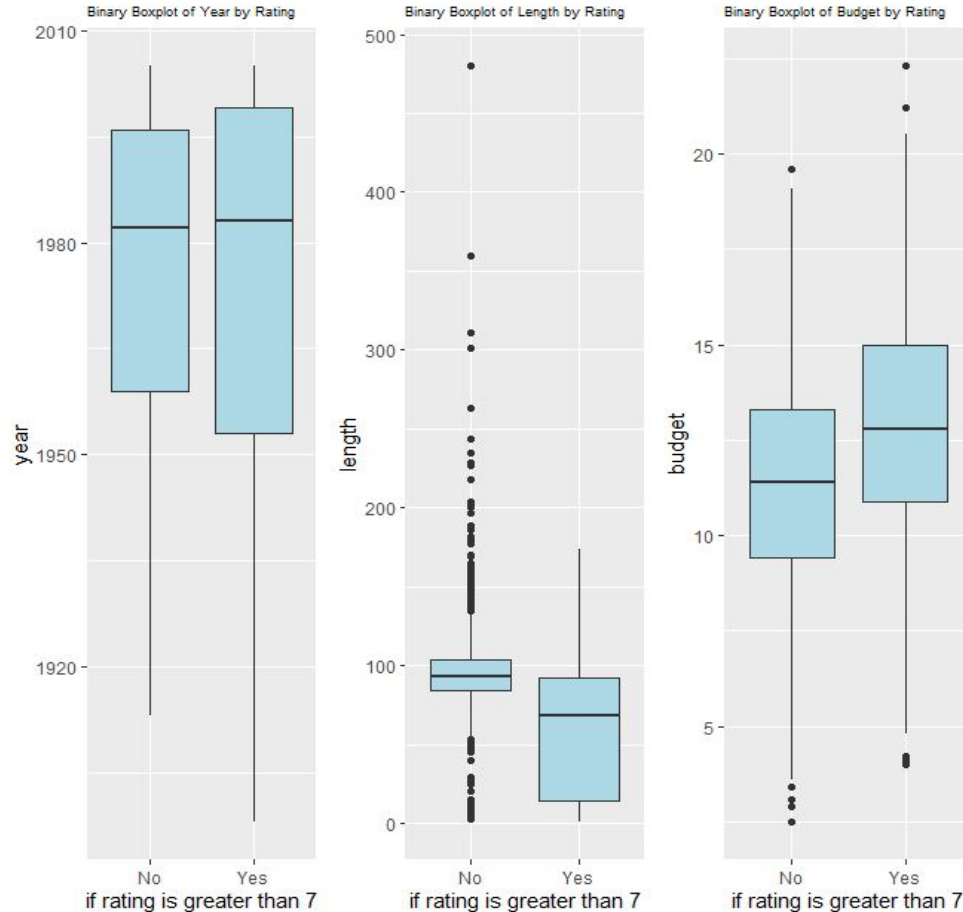 Binary Boxplot of Year by Rating
2010
1980
1950
1920
year
No Yes
if rating is greater than 7
Binary Boxplot of Length by Rating
500
400
300
200
100
0
length
No Yes
if rating is greater than 7
Binary Boxplot of Budget by Rating
20
15
10
5
budget
No Yes
if rating is greater than 7